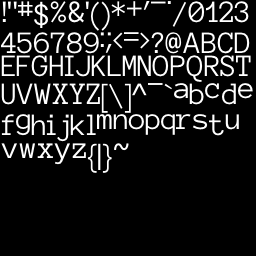 !"#$%&'()*+,-./0123
456789:;<=>?@ABCD
EFGHIJKLMNOPQRST
UVWXYZ[\]^_`abcde
fghijklmnopqrstu
vwxyz{|}~